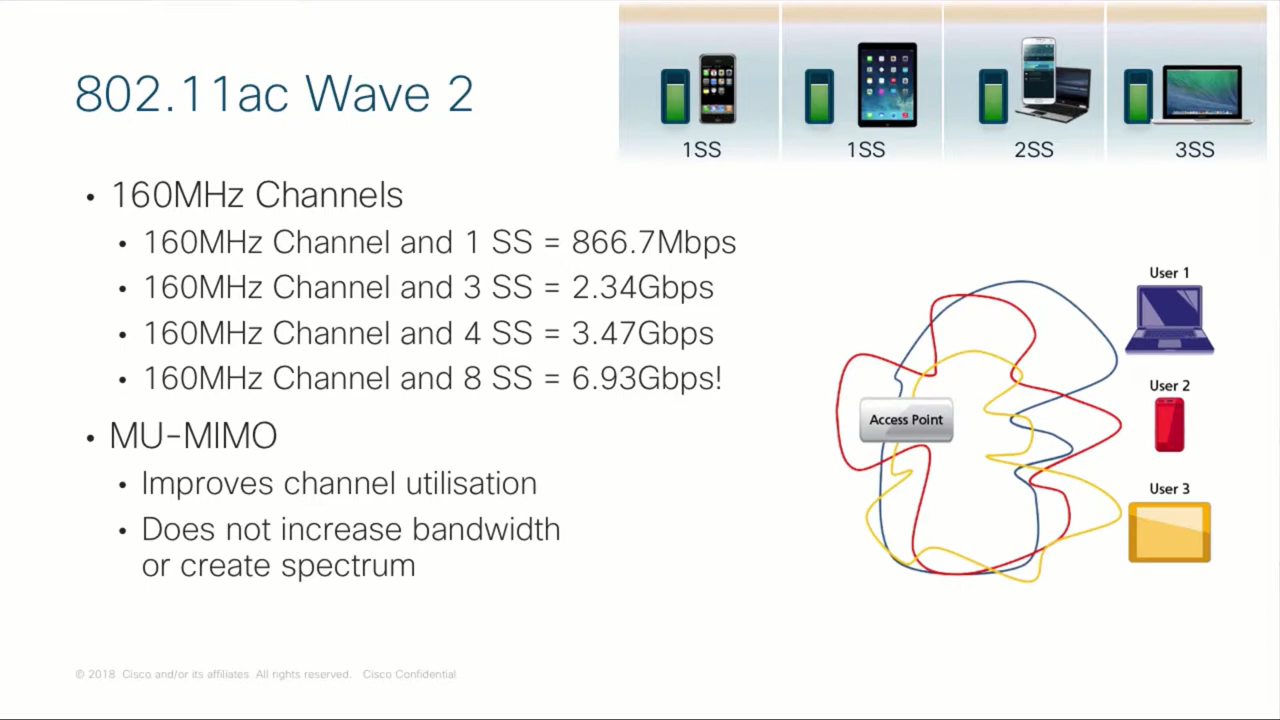 802.11ac Wave 2
1SS
1SS
2SS
3SS
• 160MHz Channels
• 160MHz Channel and 1 SS = 866.7Mbps
• 160MHz Channel and 3 SS = 2.34Gbps
• 160MHz Channel and 4 SS = 3.47Gbps
• 160MHz Channel and 8 SS = 6.93Gbps!
• MU-MIMO
• Improves channel utilisation
• Does not increase bandwidth
or create spectrum
User 1
User 2
Access Point
User 3
© 2018 Cisco and/or its affiliates. All rights reserved. Cisco Confidential